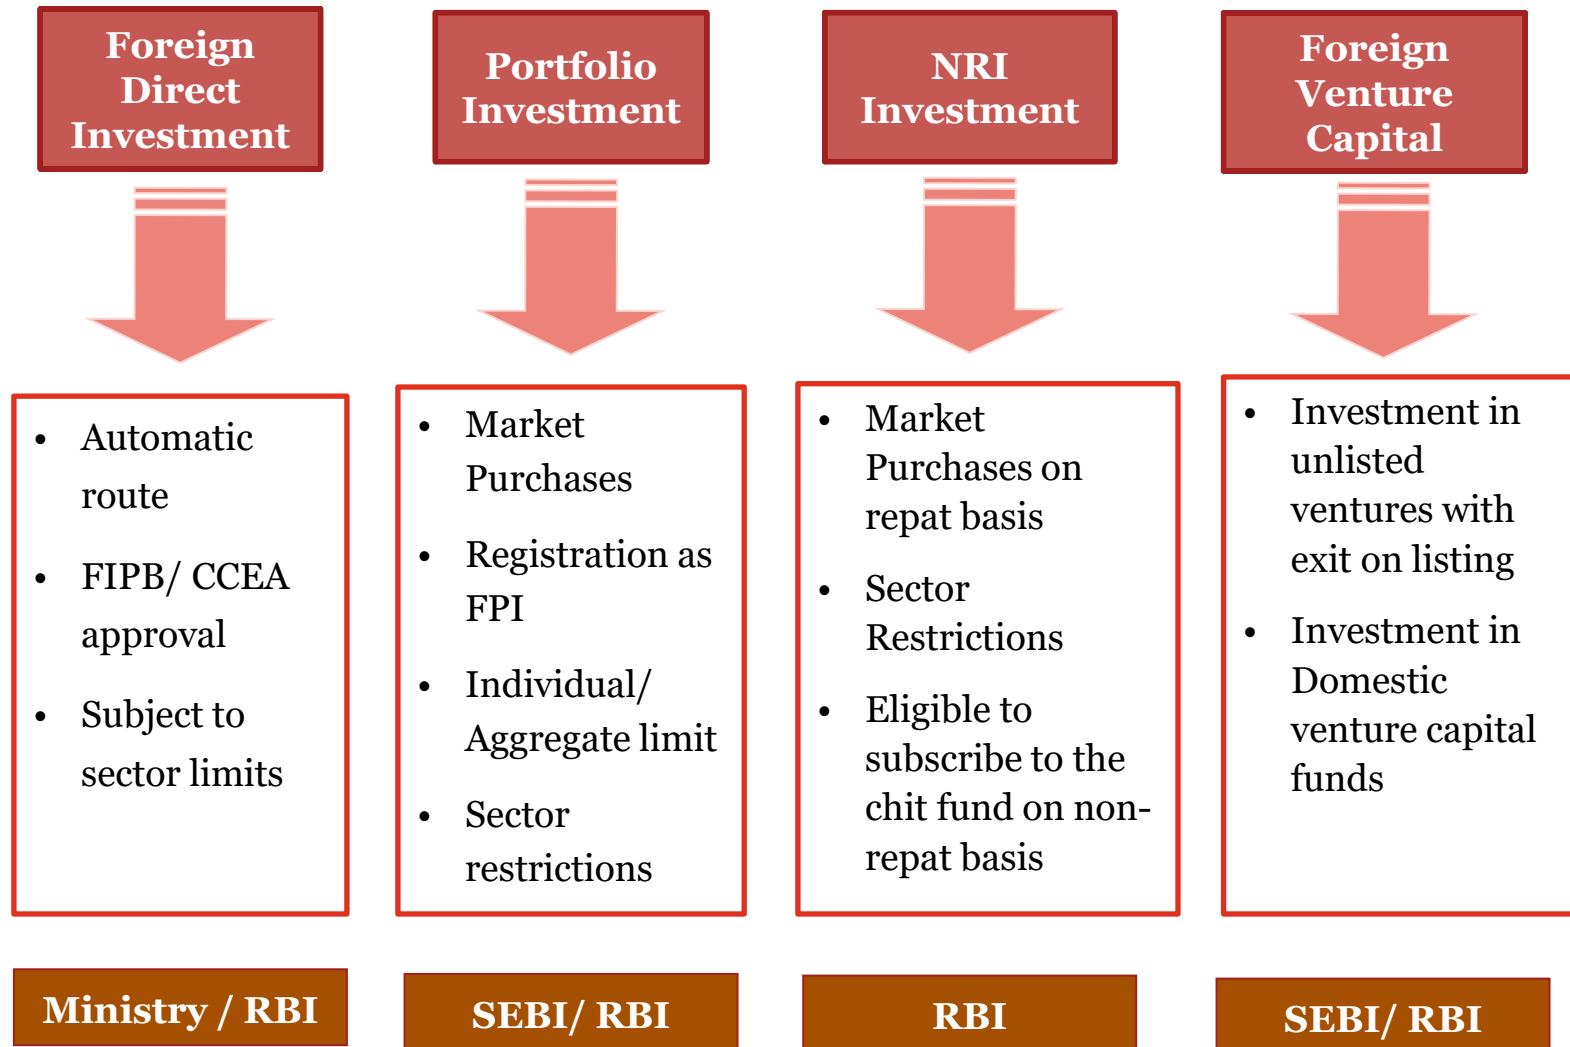 Foreign
Direct
Investment
Portfolio
Investment
NRI
Investment
Foreign
Venture
Capital
• Automatic
route
• FIPB/ CCEA
approval
• Subject to
sector limits
• Market
Purchases
• Registration as
FPI
• Individual/
Aggregate limit
• Sector
restrictions
• Market
Purchases on
repat basis
• Sector
Restrictions
• Eligible to
subscribe to the
chit fund on non-
repat basis
• Investment in
unlisted
ventures with
exit on listing
• Investment in
Domestic
venture capital
funds
Ministry / RBI
SEBI/ RBI
RBI
SEBI/ RBI